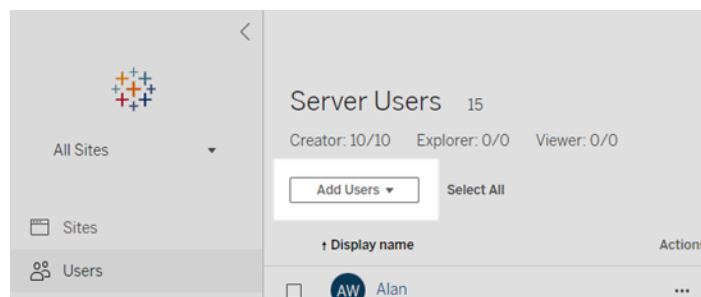 All Sites
Sites
Users
Server Users 15
Creator: 10/10 Explorer: 0/0 Viewer: 0/0
Add Users Select All
↑ Display name Actions
AW Alan